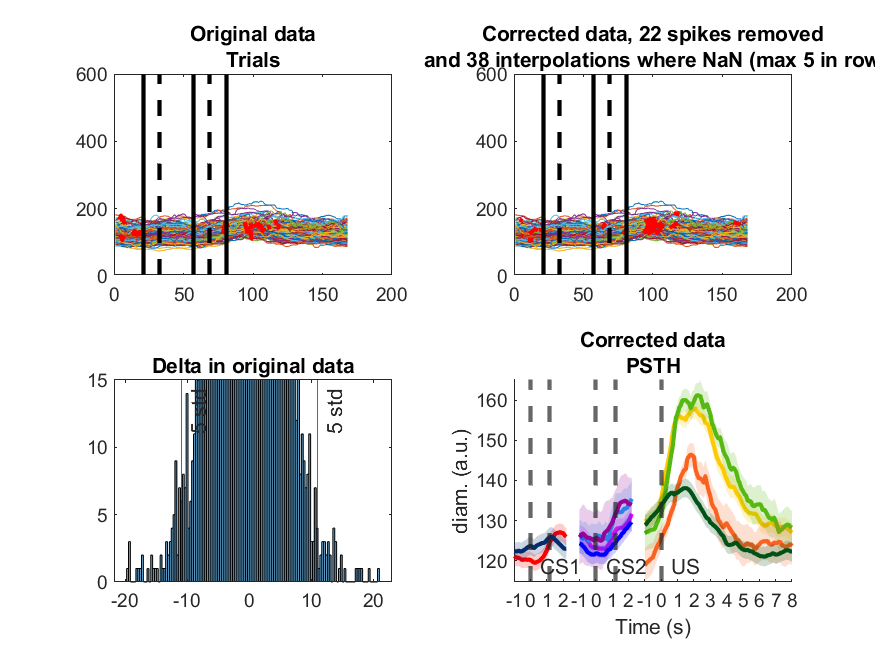 Original data
Trials
600
400
200
0
0 50 100 150 200
Corrected data, 22 spikes removed
and 38 interpolations where NaN (max 5 in row
600
400
200
0
0 50 100 150 200
Delta in original data
15
10
5
0
5 std
5 std
-20 -10 0 10 20
Corrected data
PSTH
diam. (a.u.)
160
150
140
130
120
CS1 CS2 US
-1 0 1 2 -1 0 1 2 -1 0 1 2 3 4 5 6 7 8
Time (s)